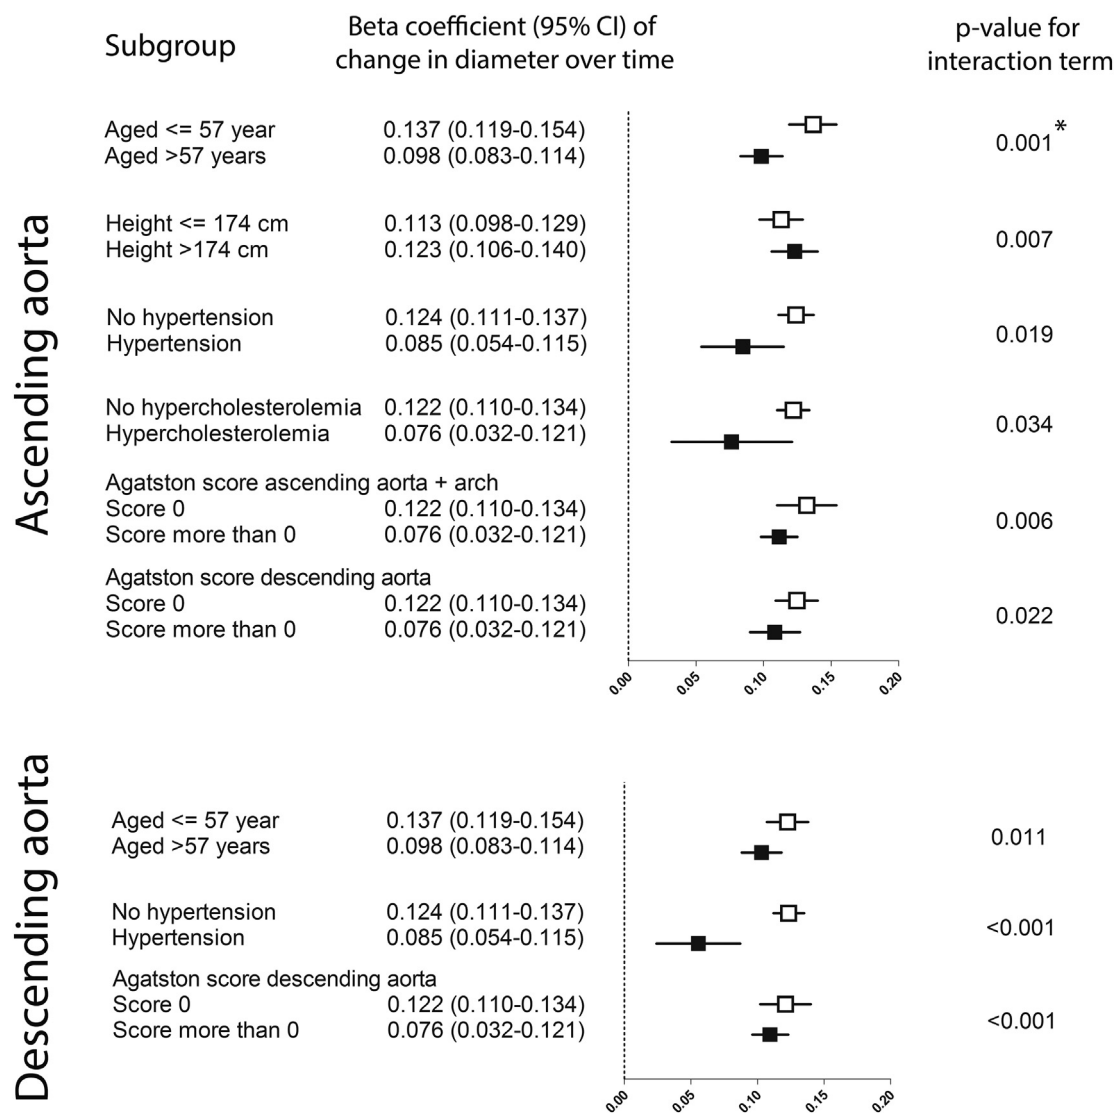 Subgroup
Beta coefficient (95% CI) of
change in diameter over time
p-value for
interaction term
Ascending aorta
Aged <= 57 year 0.137 (0.119-0.154)
Aged >57 years 0.098 (0.083-0.114)
0.001*
Height <= 174 cm 0.113 (0.098-0.129)
Height >174 cm 0.123 (0.106-0.140)
0.007
No hypertension 0.124 (0.111-0.137)
Hypertension 0.085 (0.054-0.115)
0.019
No hypercholesterolemia 0.122 (0.110-0.134)
Hypercholesterolemia 0.076 (0.032-0.121)
0.034
Agatston score ascending aorta + arch
Score 0 0.122 (0.110-0.134)
Score more than 0 0.076 (0.032-0.121)
0.006
Agatston score descending aorta
Score 0 0.122 (0.110-0.134)
Score more than 0 0.076 (0.032-0.121)
0.022
0.00 0.05 0.10 0.15 0.20
Descending aorta
Aged <= 57 year 0.137 (0.119-0.154)
Aged >57 years 0.098 (0.083-0.114)
0.011
No hypertension 0.124 (0.111-0.137)
Hypertension 0.085 (0.054-0.115)
<0.001
Agatston score descending aorta
Score 0 0.122 (0.110-0.134)
Score more than 0 0.076 (0.032-0.121)
<0.001
0.00 0.05 0.10 0.15 0.20